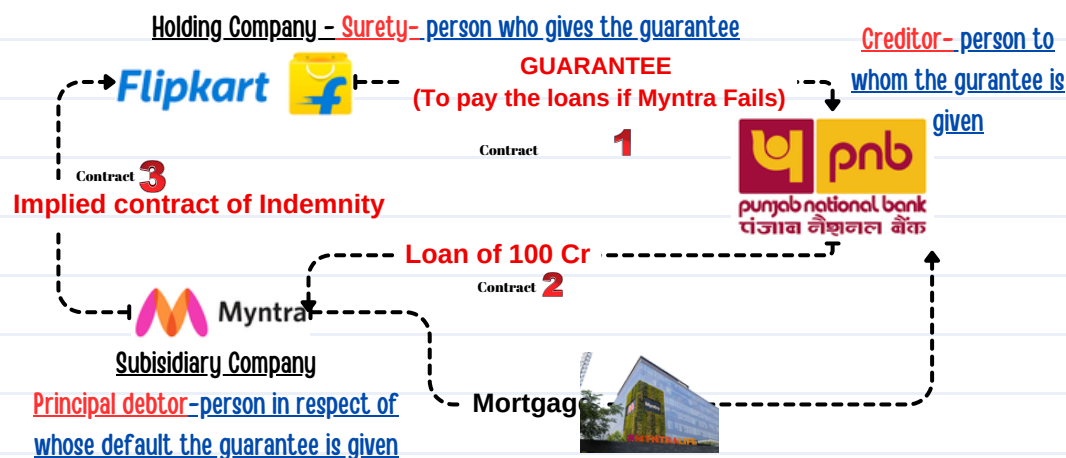 Holding Company - Surety- person who gives the guarantee
Flipkart
GUARANTEE
(To pay the loans if Myntra Fails)
Creditor- person to
whom the gurantee is
given
Contract 1
pnb
punjab national bank
पंजाब नैशनल बैंक
Contract 3
Implied contract of Indemnity
Loan of 100 Cr
Contract 2
Myntra
Subisidiary Company
Principal debtor-person in respect of
whose default the guarantee is given
Mortgag